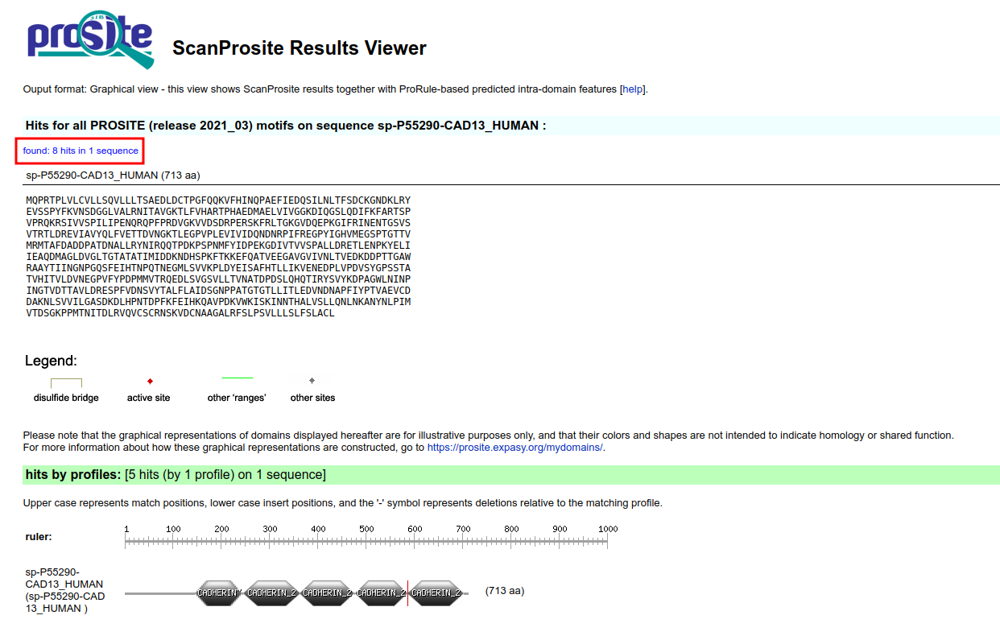 prosite
SIB
ScanProsite Results Viewer
Ouput format: Graphical view - this view shows ScanProsite results together with ProRule-based predicted intra-domain features [help].
Hits for all PROSITE (release 2021_03) motifs on sequence sp-P55290-CAD13_HUMAN :
found: 8 hits in 1 sequence
sp-P55290-CAD13_HUMAN (713 aa)
MQPRTPLVLCVLLSQVLLLTSAEDLDCTPGFQQKVFHINQPAEFIEDQSILNLTFSDCKGNDKLRY
EVSSPYFKVNSDGGLVALRNITAVGKTLFVHARTPHAEDMAELVIVGGKDIQGSLQDIFKFARTSP
VPRQKRSIVVSPILIPENQRQPFPRDVGKVVDSDRPERSKFRLTGKGVDQEPKGIFRINENTGSVS
VTRTLDREVIAVYQLFVETTDVNGKTLEGPVPLEVIVIDQNDNRPIFREGPYIGHVMEGSPTGTTV
MRMTAFDADDPATDNALLRYNIRQQTPDKPSPNMFYIDPEKGDIVTVVSPALLDRETLENPKYELI
IEAQDMAGLDVGLTGTATATIMIDDKNDHSPKFTKKEFQATVEEGAVGVIVNLTVEDKDDPTTGAW
RAAYTIINGNPGQSFEIHTNPQTNEGMLSVVKPLDYEISAFHTLLIKVENEDPLVPDVSYGPSSTA
TVHITVLDVNEGPVFYPDPMMVTRQEDLSVGSVLLTVNATDPDSLQHQTIRYSVYKDPAGWLNINP
INGTVDTTAVLDRESPFVDNSVYTALFLAIDSGNPPATGTGTLLITLEDVNDNAPFIYPTVAEVCD
DAKNLSVVILGASDKDLHPNTDPFKFEIHKQAVPDKVWKISKINNTHALVSLLQNLNKANYNLPIM
VTDSGKPPMTNITDLRVQVCSCRNSKVDCNAAGALRFSLPSVLLLSLFSLACL
Legend:
disulfide bridge active site other 'ranges' other sites
Please note that the graphical representations of domains displayed hereafter are for illustrative purposes only, and that their colors and shapes are not intended to indicate homology or shared function.
For more information about how these graphical representations are constructed, go to https://prosite.expasy.org/mydomains/.
hits by profiles: [5 hits (by 1 profile) on 1 sequence]
Upper case represents match positions, lower case insert positions, and the '-' symbol represents deletions relative to the matching profile.
ruler:
1 100 200 300 400 500 600 700 800 900 1000
sp-P55290-
CAD13_HUMAN
(sp-P55290-CAD
13_HUMAN )
CADHERIN CADHERIN_2 CADHERIN_2 CADHERIN_2 CADHERIN_2
(713 aa)